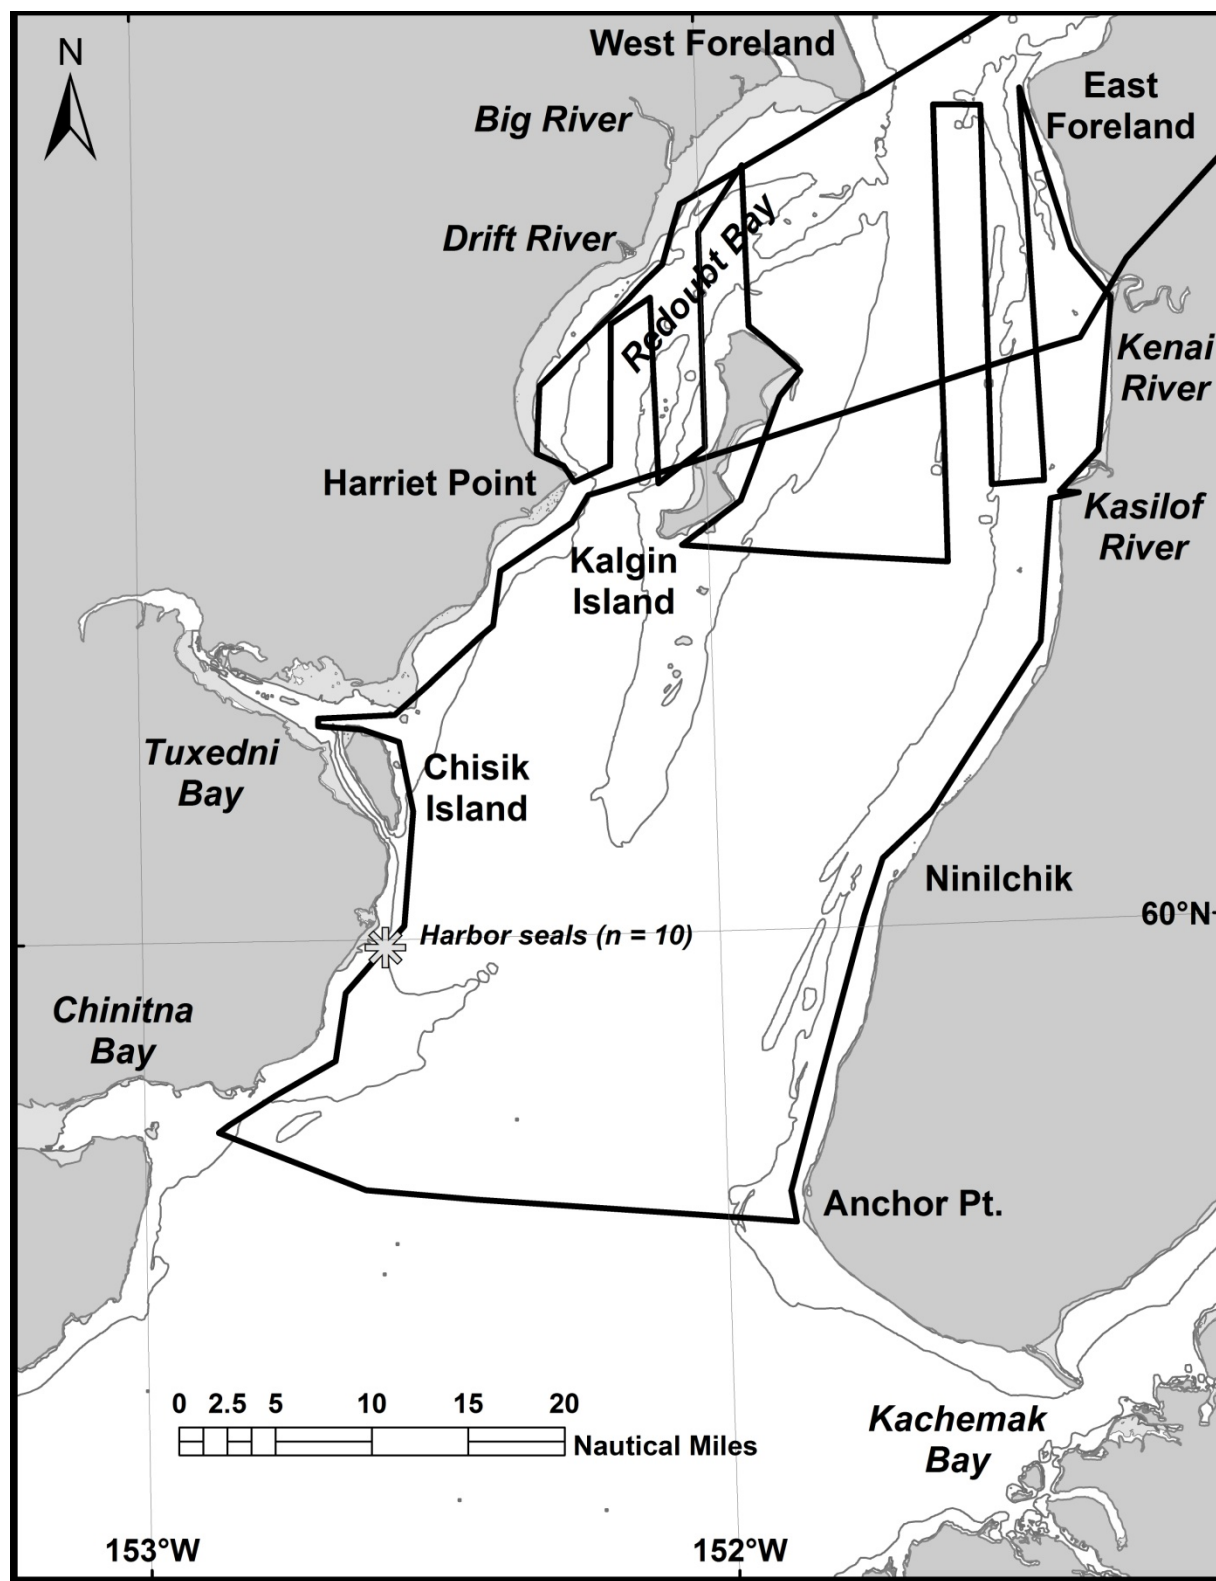 N
West Foreland
East
Foreland
Big River
Drift River
Redoubt Bay
Kenai
River
Harriet Point
Kasilof
River
Kalgin
Island
Tuxedni
Bay
Chisik
Island
Ninilchik
60°N
Harbor seals (n = 10)
Chinitna
Bay
Anchor Pt.
0 2.5 5 10 15 20
Nautical Miles
Kachemak
Bay
153°W
152°W